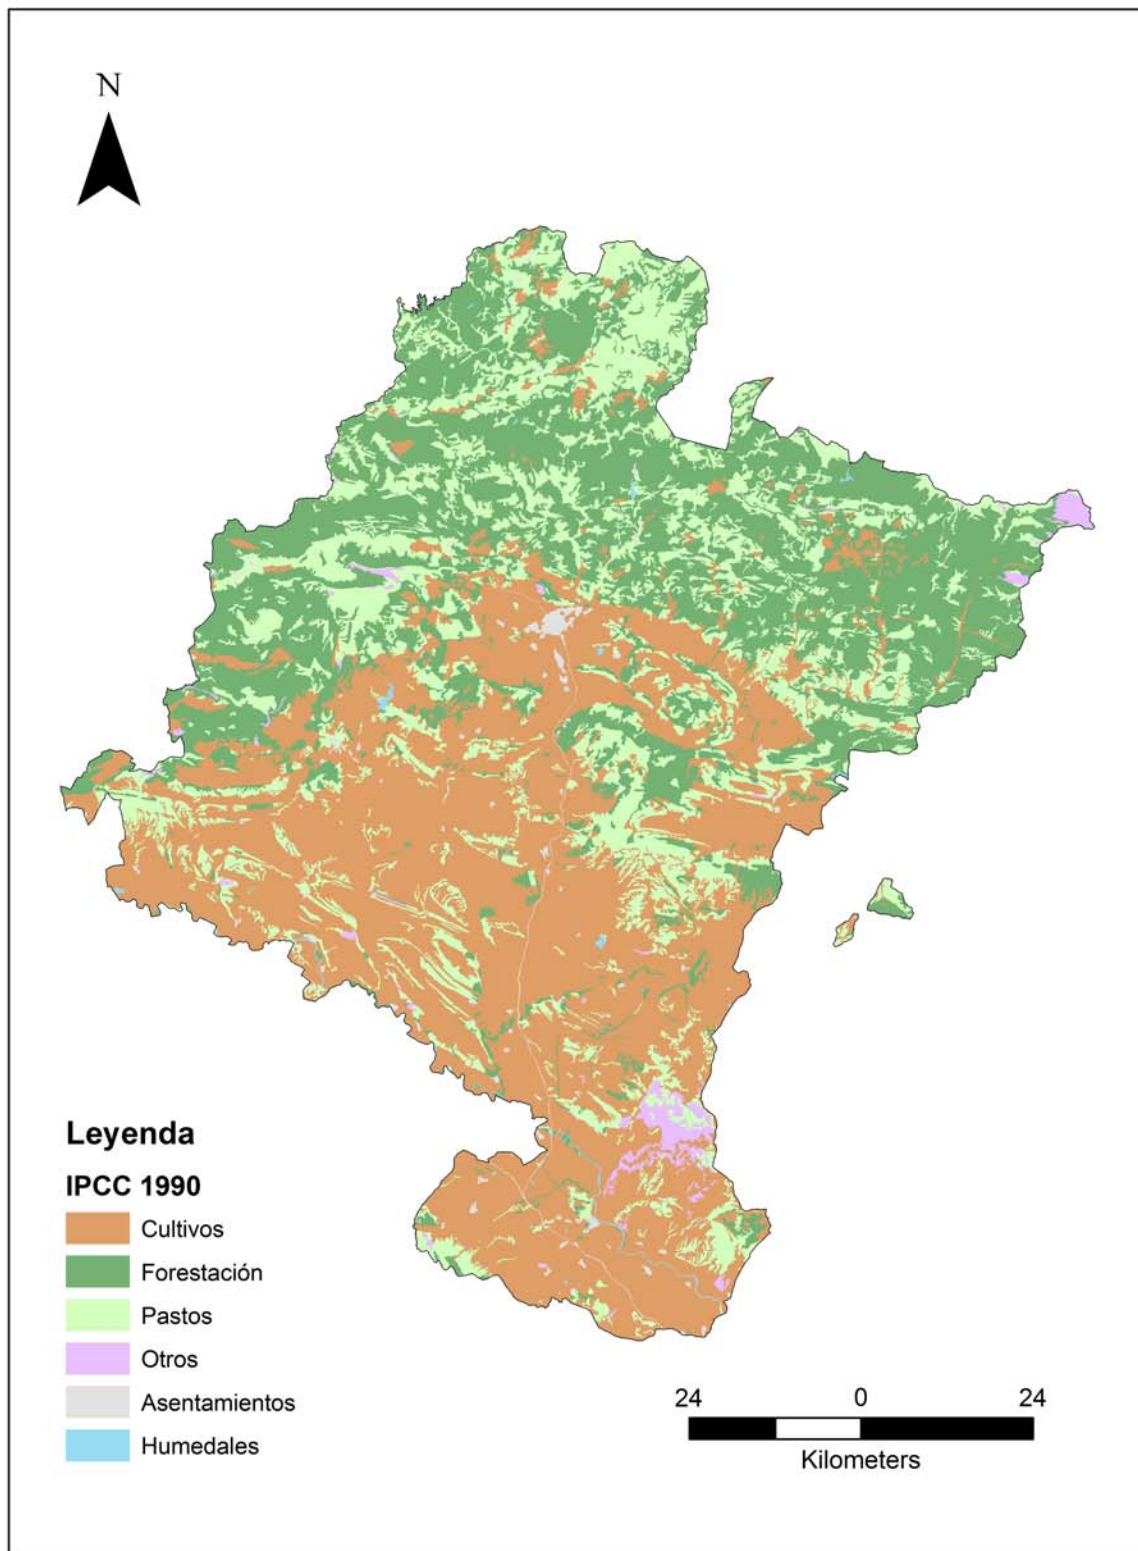 N
Leyenda
IPCC 1990
Cultivos
Forestación
Pastos
Otros
Asentamientos
Humedales
24 0 24
Kilometers